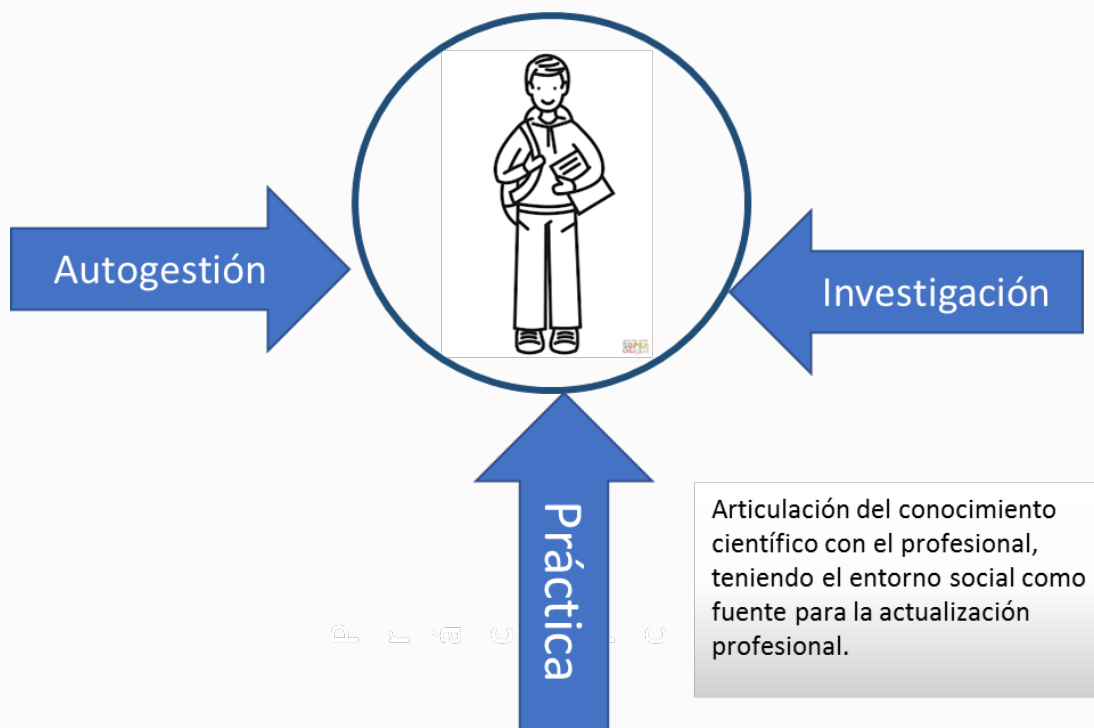 Autogestión
Investigación
Práctica
Articulación del conocimiento
científico con el profesional,
teniendo el entorno social como
fuente para la actualización
profesional.